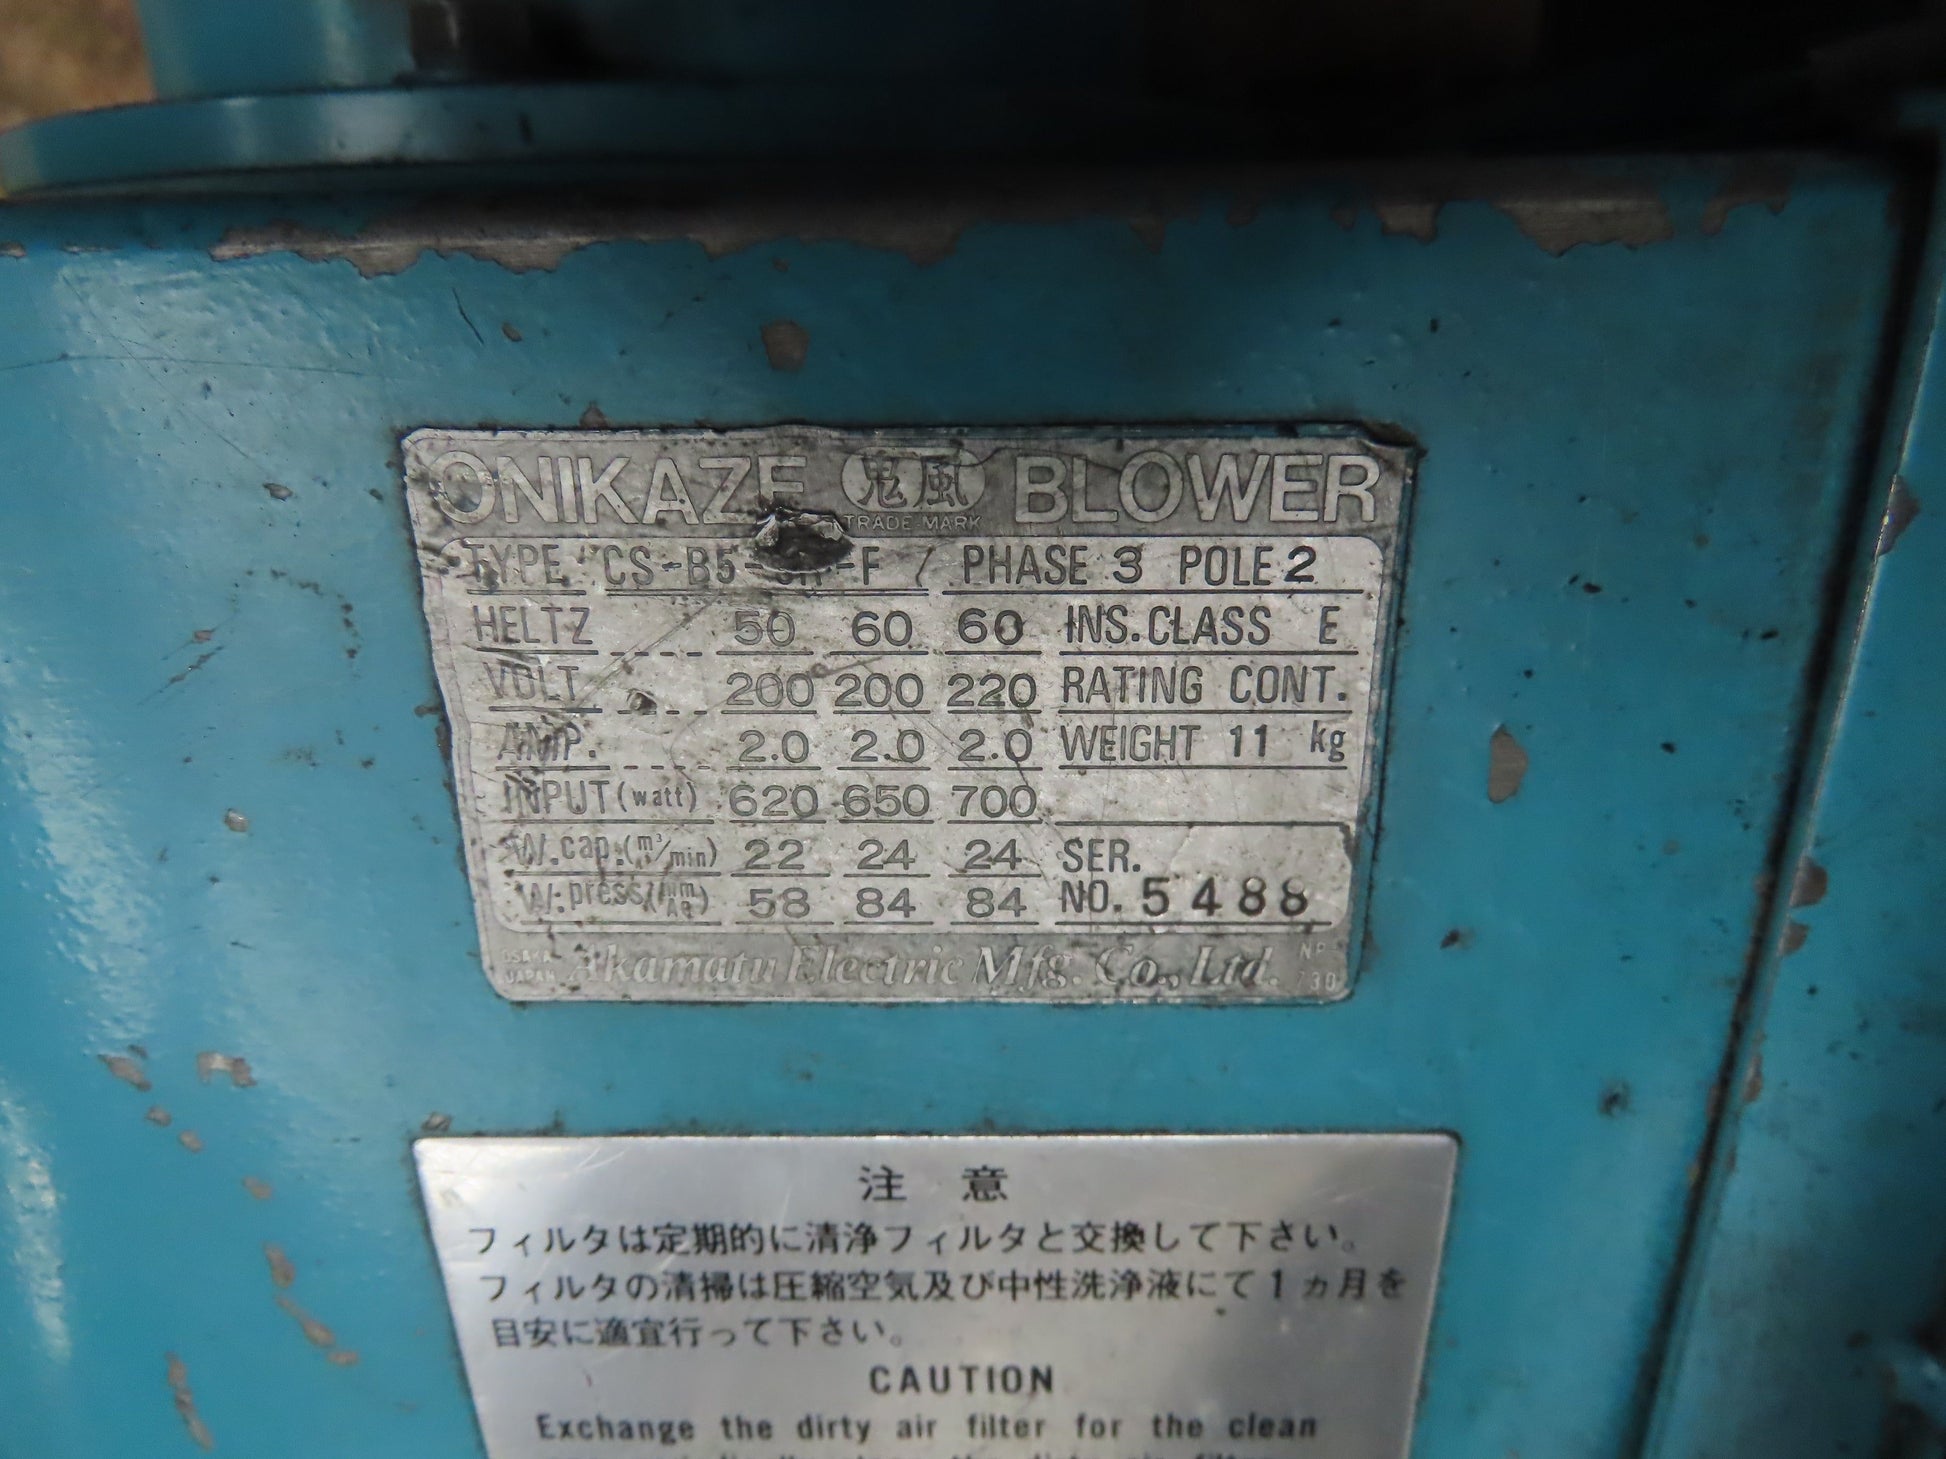 ONIKAZE 鬼風 BLOWER
TRADE-MARK
TYPE CS-B5- -F PHASE 3 POLE 2
HELTZ 50 60 60 INS. CLASS E
VOLT 200 200 220 RATING CONT.
AMP. 2.0 2.0 2.0 WEIGHT 11 kg
INPUT (watt) 620 650 700
W. cap. (m³/min) 22 24 24 SER.
W. press. (mm/Aq) 58 84 84 NO. 5488
OSAKA JAPAN Akamatu Electric Mfg. Co., Ltd. NP-730
注 意
フィルタは定期的に清浄フィルタと交換して下さい。
フィルタの清掃は圧縮空気及び中性洗浄液にて1ヵ月を
目安に適宜行って下さい。
CAUTION
Exchange the dirty air filter for the clean